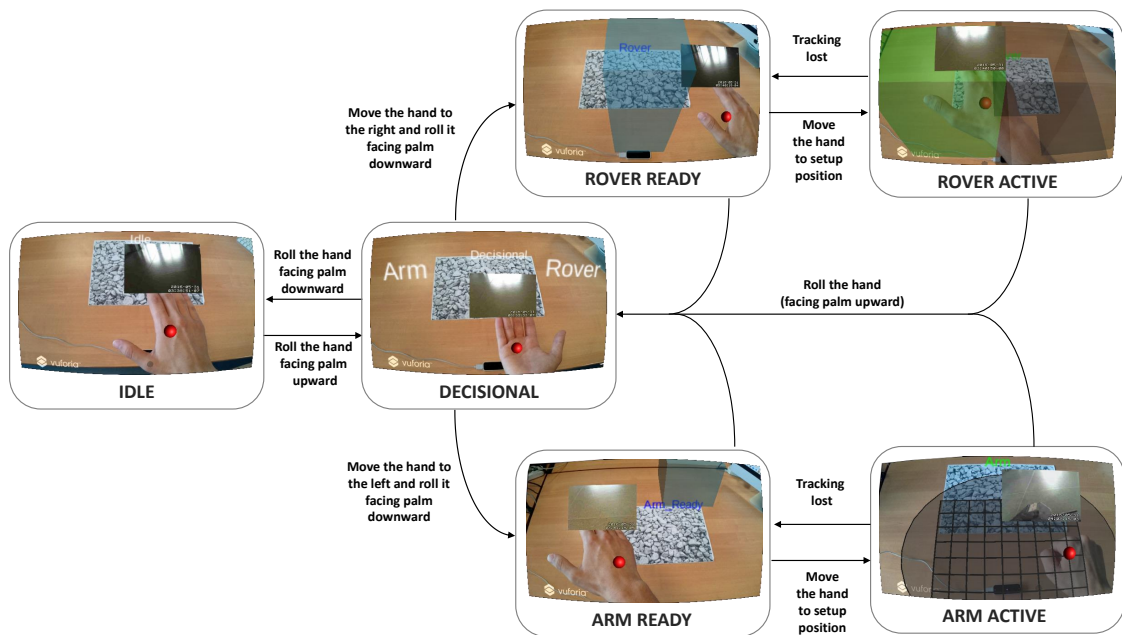 Rover
vuforia
ROVER READY
Tracking
lost
Move
the hand
to setup
position
vuforia
ROVER ACTIVE
Move the hand to
the right and roll it
facing palm
downward
Idle
vuforia
IDLE
Roll the hand
facing palm
downward
Roll the hand
facing palm
upward
Arm
Decisional
Rover
vuforia
DECISIONAL
Roll the hand
(facing palm upward)
Move the hand to
the left and roll it
facing palm
downward
Arm_Ready
vuforia
ARM READY
Tracking
lost
Move
the hand
to setup
position
Arm
vuforia
ARM ACTIVE